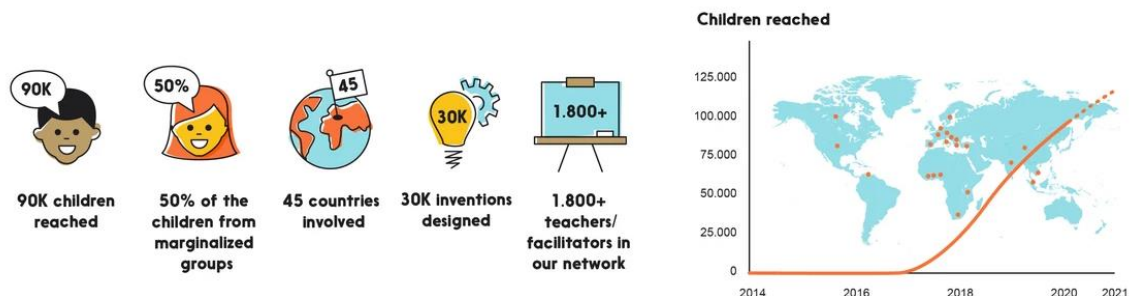 90K
50%
45
30K
1.800+
90K children
reached
50% of the
children from
marginalized
groups
45 countries
involved
30K inventions
designed
1.800+
teachers/
facilitators in
our network
Children reached
125.000
100.000
75.000
50.000
25.000
0
2014
2016
2018
2020
2021